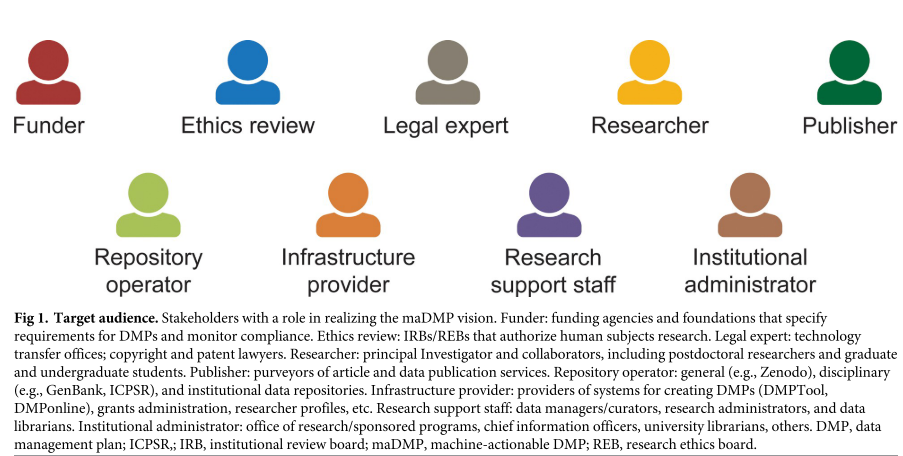 Funder
Ethics review
Legal expert
Researcher
Publisher
Repository
operator
Infrastructure
provider
Research
support staff
Institutional
administrator
Fig 1. Target audience. Stakeholders with a role in realizing the maDMP vision. Funder: funding agencies and foundations that specify
requirements for DMPs and monitor compliance. Ethics review: IRBs/REBs that authorize human subjects research. Legal expert: technology
transfer offices; copyright and patent lawyers. Researcher: principal Investigator and collaborators, including postdoctoral researchers and graduate
and undergraduate students. Publisher: purveyors of article and data publication services. Repository operator: general (e.g., Zenodo), disciplinary
(e.g., GenBank, ICPSR), and institutional data repositories. Infrastructure provider: providers of systems for creating DMPs (DMPTool,
DMPonline), grants administration, researcher profiles, etc. Research support staff: data managers/curators, research administrators, and data
librarians. Institutional administrator: office of research/sponsored programs, chief information officers, university librarians, others. DMP, data
management plan; ICPSR,; IRB, institutional review board; maDMP, machine-actionable DMP; REB, research ethics board.